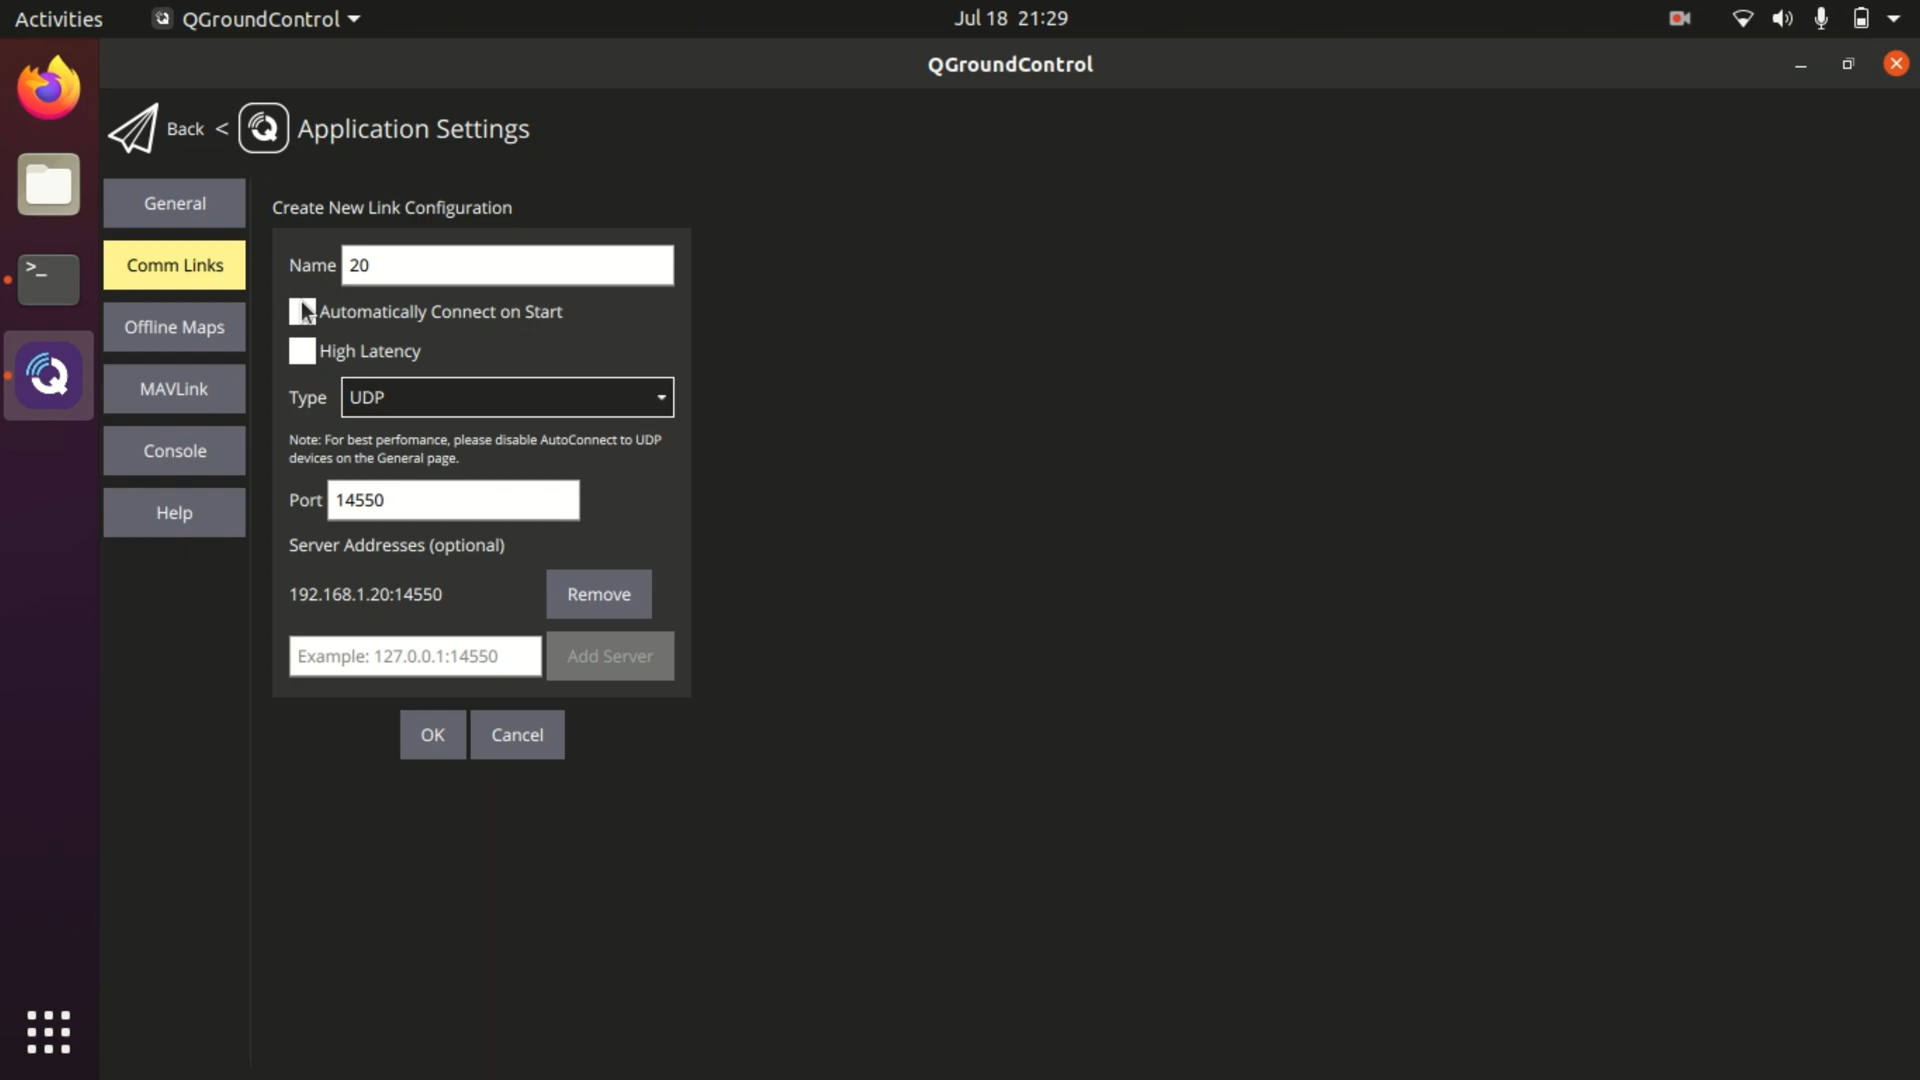 Activities
QGroundControl
Jul 18 21:29
QGroundControl
Back < Application Settings
General
Comm Links
Offline Maps
MAVLink
Console
Help
Create New Link Configuration
Name 20
Automatically Connect on Start
High Latency
Type UDP
Note: For best perfomance, please disable AutoConnect to UDP
devices on the General page.
Port 14550
Server Addresses (optional)
192.168.1.20:14550 Remove
Example: 127.0.0.1:14550 Add Server
OK Cancel